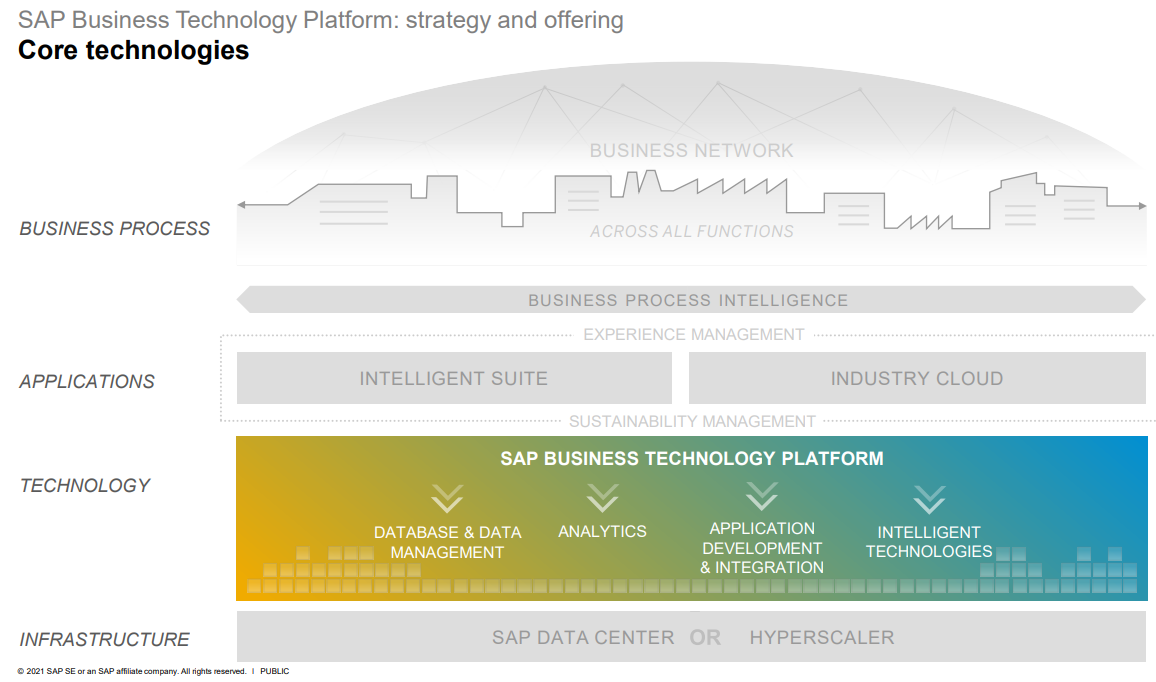 SAP Business Technology Platform: strategy and offering
Core technologies
BUSINESS NETWORK
BUSINESS PROCESS
ACROSS ALL FUNCTIONS
BUSINESS PROCESS INTELLIGENCE
EXPERIENCE MANAGEMENT
APPLICATIONS
INTELLIGENT SUITE
INDUSTRY CLOUD
SUSTAINABILITY MANAGEMENT
SAP BUSINESS TECHNOLOGY PLATFORM
TECHNOLOGY
DATABASE & DATA
MANAGEMENT
ANALYTICS
APPLICATION
DEVELOPMENT
& INTEGRATION
INTELLIGENT
TECHNOLOGIES
INFRASTRUCTURE
SAP DATA CENTER OR HYPERSCALER
© 2021 SAP SE or an SAP affiliate company. All rights reserved. I PUBLIC